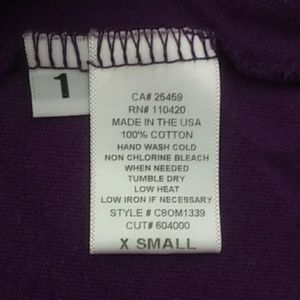 1
CA# 25459
RN# 110420
MADE IN THE USA
100% COTTON
HAND WASH COLD
NON CHLORINE BLEACH
WHEN NEEDED
TUMBLE DRY
LOW HEAT
LOW IRON IF NECESSARY
STYLE # C8OM1339
CUT# 604000
X SMALL